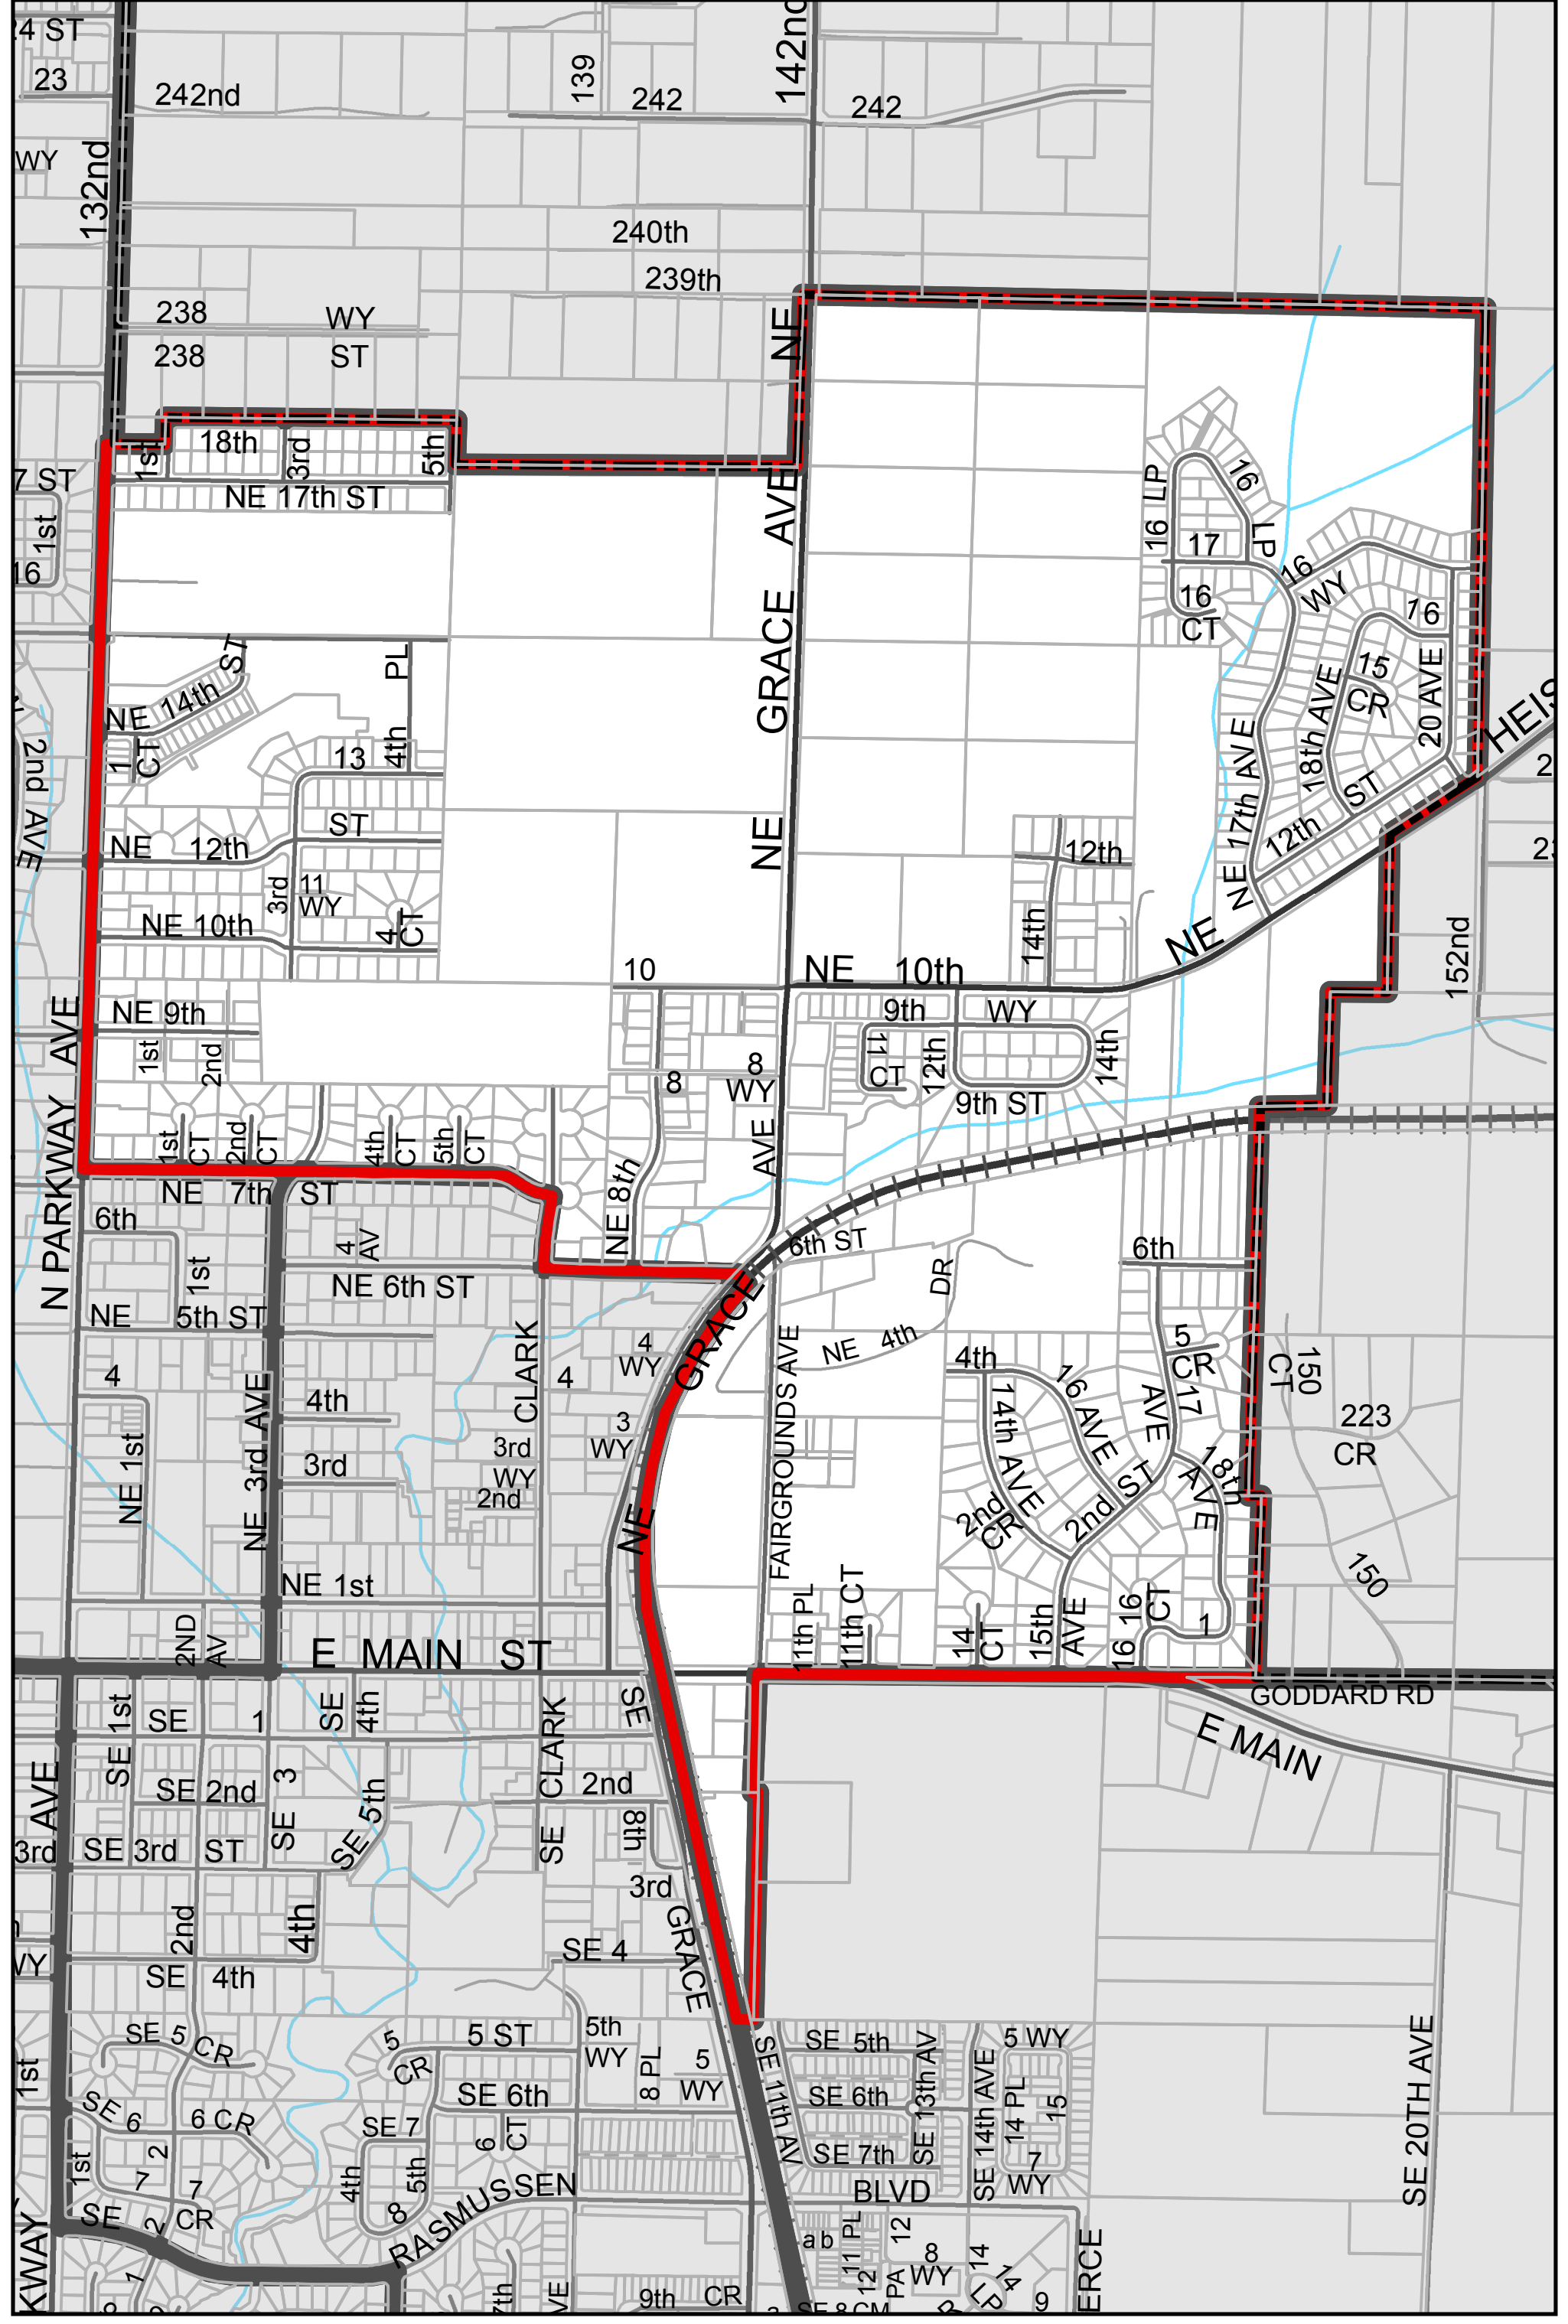 24 ST
23
242nd
139
242
142nd
242
WY
132nd
240th
239th
238
WY
238
ST
NE
1st
18th
3rd
5th
NE 17th ST
7 ST
1st
16
AVE
GRACE
NE
16 LP
16
LP
17
16
CT
16
WY
16
15
CR
18th AVE
20 AVE
HEIS
ST
PL
NE 14th
1
CT
13
4th
2nd AVE
NE 12th
ST
3rd
11
WY
NE 10th
4
CT
NE 17th AVE
12th
ST
12th
14th
NE
152nd
10
NE 10th
NE 9th
1st
2nd
9th
WY
11
CT
12th
14th
9th ST
8
8
WY
AVE
N PARKWAY AVE
1st
CT
2nd
CT
4th
CT
5th
CT
NE 8th
NE 7th ST
6th
4
AV
1st
NE 6th ST
NE 5th ST
6th ST
DR
6th
GRACE
NE 4th
4
4th
CLARK
4
WY
4
3
WY
NE 3rd AVE
NE 1st
3rd
3rd
WY
2nd
FAIRGROUNDS AVE
NE
4th
14th AVE
16 AVE
5
CR
17
AVE
18th
AVE
2nd ST
2nd
CR
150
CT
223
CR
150
NE 1st
2ND
AV
E MAIN ST
11th PL
11th CT
14
CT
15th
AVE
16
CT
16
1
GODDARD RD
E MAIN
SE 1st
SE 1
SE
4th
SE
CLARK
SE
AVE
SE 2nd
SE 3
SE 5th
2nd
8th
3rd
SE 3rd ST
3rd
2nd
4th
GRACE
WY
SE 4th
SE 4
SE 5 CR
5
CR
5 ST
5th
WY
8 PL
5
WY
1st
SE 6
6 CR
SE 6th
SE 7
6
CT
4th
5th
8
1st
2
7
7
CR
SE
2
RASMUSSEN
BLVD
SE 11th AV
SE 5th
SE 6th
SE 7th
SE 13th AV
SE 14th AVE
5 WY
14 PL
15
7
WY
SE 20TH AVE
KWAY
1
7th
VE
9th CR
a b
11 PL
12
12
PA
8
WY
14
14
LP
9
ERCE
SE 8 CM